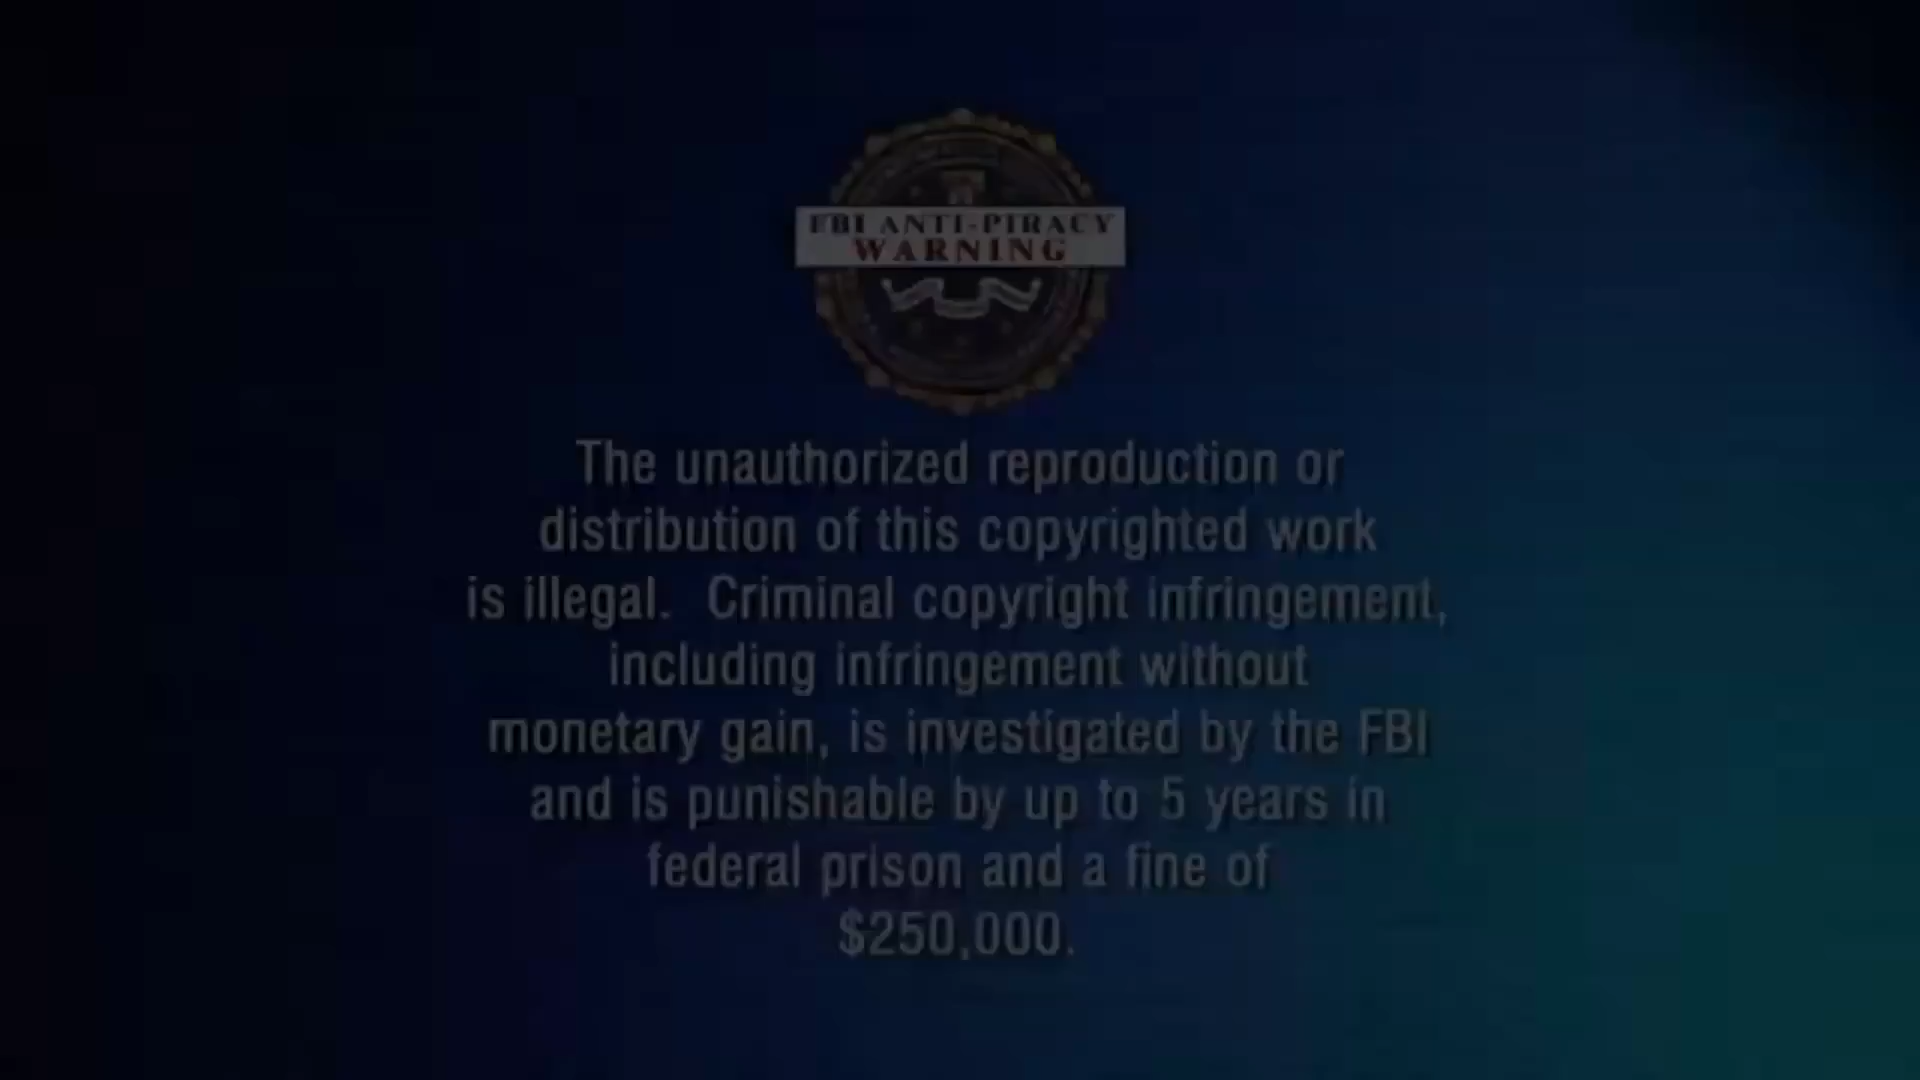 FBI ANTI-PIRACY
WARNING
The unauthorized reproduction or
distribution of this copyrighted work
is illegal.  Criminal copyright infringement,
including infringement without
monetary gain, is investigated by the FBI
and is punishable by up to 5 years in
federal prison and a fine of
$250,000.